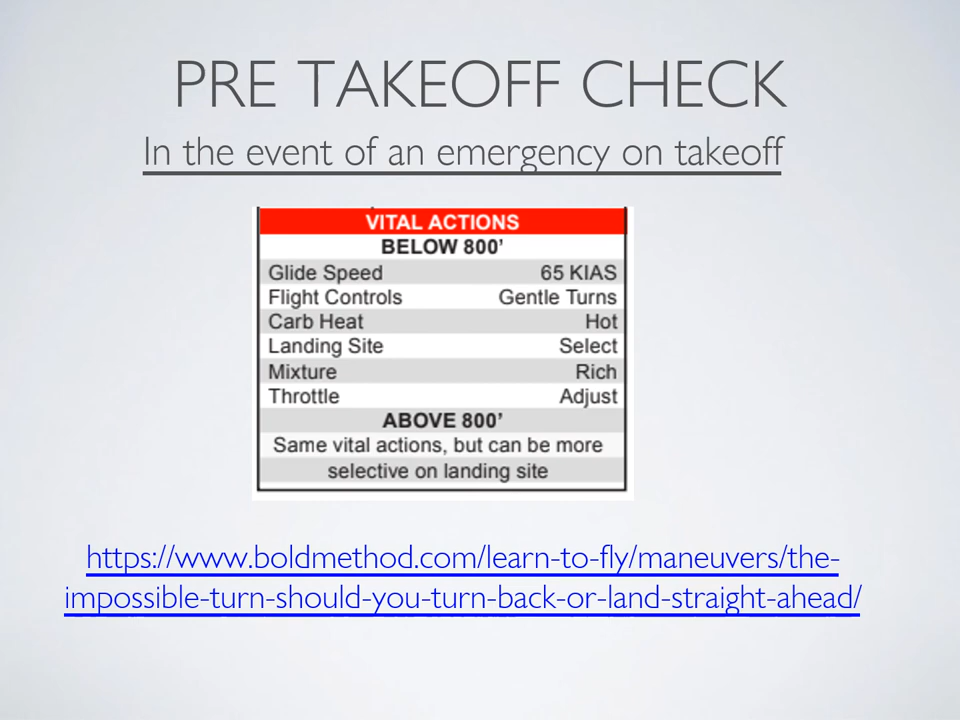 PRE TAKEOFF CHECK
In the event of an emergency on takeoff
VITAL ACTIONS
BELOW 800'
Glide Speed 65 KIAS
Flight Controls Gentle Turns
Carb Heat Hot
Landing Site Select
Mixture Rich
Throttle Adjust
ABOVE 800'
Same vital actions, but can be more
selective on landing site
https://www.boldmethod.com/learn-to-fly/maneuvers/the-
impossible-turn-should-you-turn-back-or-land-straight-ahead/